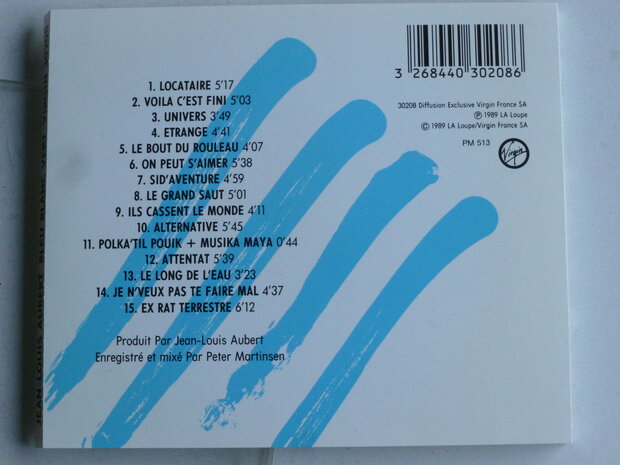 1. LOCATAIRE 5'17
2. VOILA C'EST FINI 5'03
3. UNIVERS 3'49
4. ETRANGE 4'41
5. LE BOUT DU ROULEAU 4'07
6. ON PEUT S'AIMER 5'38
7. SID'AVENTURE 4'59
8. LE GRAND SAUT 5'01
9. ILS CASSENT LE MONDE 4'11
10. ALTERNATIVE 5'45
11. POLKA'TIL POUIK + MUSIKA MAYA 0'44
12. ATTENTAT 5'39
13. LE LONG DE L'EAU 3'23
14. JE N'VEUX PAS TE FAIRE MAL 4'37
15. EX RAT TERRESTRE 6'12
Produit Par Jean-Louis Aubert
Enregistré et mixé Par Peter Martinsen
3 268440 302086
30208 Diffusion Exclusive Virgin France SA
℗ 1989 LA Loupe
© 1989 LA Loupe/Virgin France SA
PM 513
Virgin
JEAN-LOUIS AUBERT BLEU BLANC